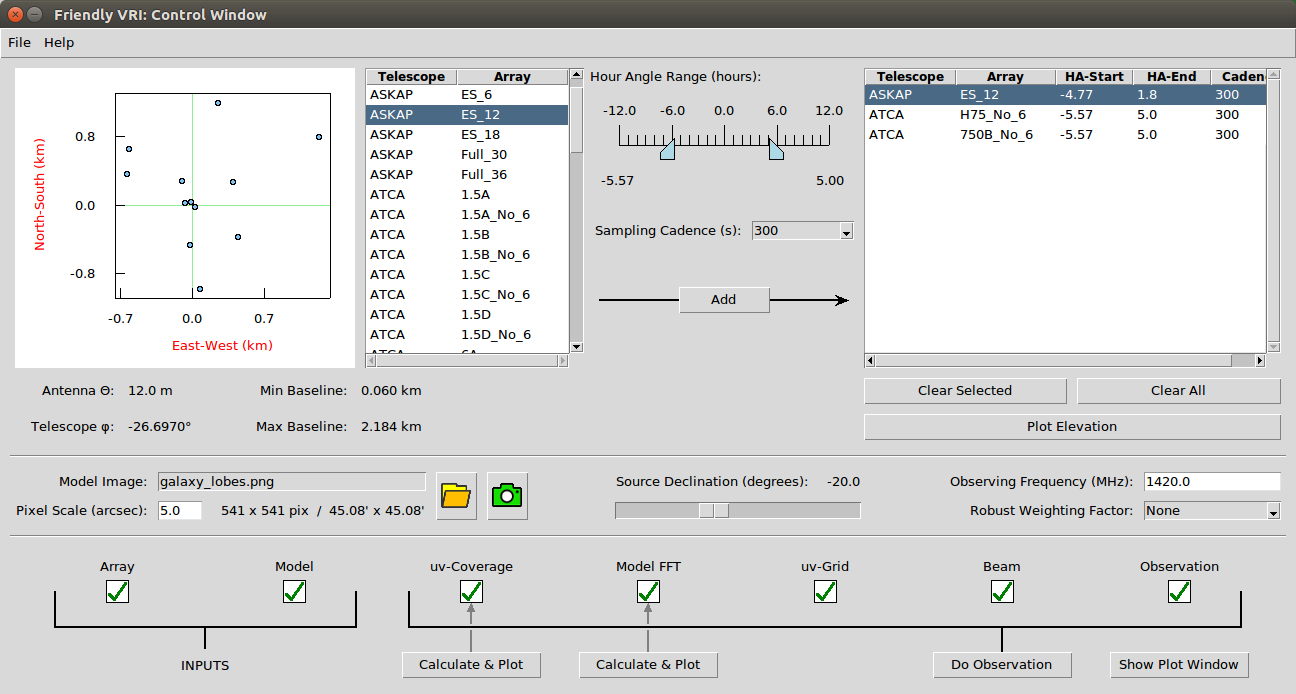 Friendly VRI: Control Window
File Help
0.8
0.0
-0.8
-0.7 0.0 0.7
North-South (km)
East-West (km)
Telescope Array
ASKAP ES_6
ASKAP ES_12
ASKAP ES_18
ASKAP Full_30
ASKAP Full_36
ATCA 1.5A
ATCA 1.5A_No_6
ATCA 1.5B
ATCA 1.5B_No_6
ATCA 1.5C
ATCA 1.5C_No_6
ATCA 1.5D
ATCA 1.5D_No_6
ATCA 6A
Hour Angle Range (hours):
-12.0 -6.0 0.0 6.0 12.0
-5.57 5.00
Sampling Cadence (s): 300
Add
Telescope Array HA-Start HA-End Caden
ASKAP ES_12 -4.77 1.8 300
ATCA H75_No_6 -5.57 5.0 300
ATCA 750B_No_6 -5.57 5.0 300
Clear Selected Clear All
Plot Elevation
Antenna Θ: 12.0 m Min Baseline: 0.060 km
Telescope φ: -26.6970° Max Baseline: 2.184 km
Model Image: galaxy_lobes.png
Pixel Scale (arcsec): 5.0 541 x 541 pix / 45.08' x 45.08'
Source Declination (degrees): -20.0
Observing Frequency (MHz): 1420.0
Robust Weighting Factor: None
Array Model uv-Coverage Model FFT uv-Grid Beam Observation
INPUTS Calculate & Plot Calculate & Plot Do Observation Show Plot Window